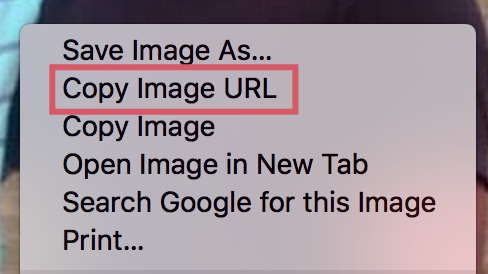 Save Image As...
Copy Image URL
Copy Image
Open Image in New Tab
Search Google for this Image
Print...